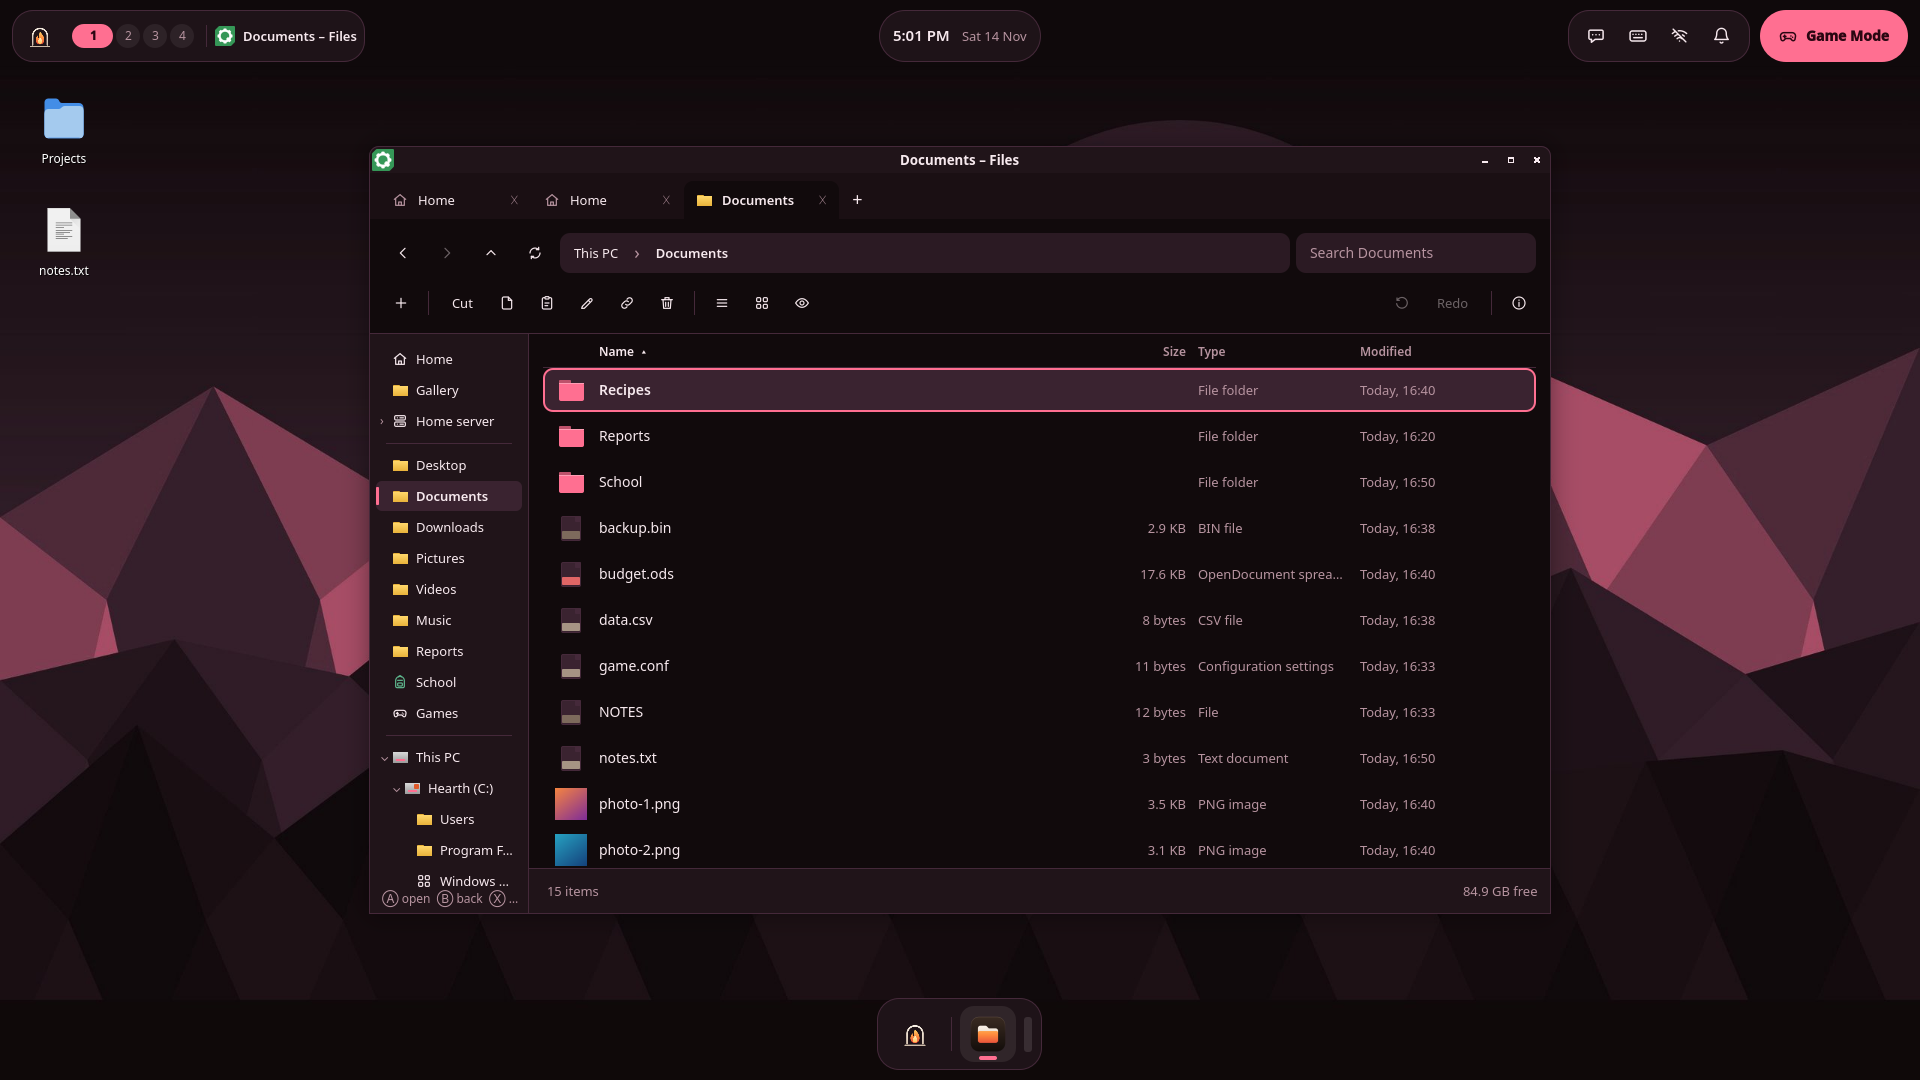 1 2 3 4 Documents – Files
5:01 PM Sat 14 Nov
Game Mode
Projects
notes.txt
Documents – Files
Home X Home X Documents X +
This PC › Documents
Search Documents
Cut
Redo
Home
Gallery
Home server
Desktop
Documents
Downloads
Pictures
Videos
Music
Reports
School
Games
This PC
Hearth (C:)
Users
Program F...
Windows ...
A open B back X ...
Name Size Type Modified
Recipes File folder Today, 16:40
Reports File folder Today, 16:20
School File folder Today, 16:50
backup.bin 2.9 KB BIN file Today, 16:38
budget.ods 17.6 KB OpenDocument sprea... Today, 16:40
data.csv 8 bytes CSV file Today, 16:38
game.conf 11 bytes Configuration settings Today, 16:33
NOTES 12 bytes File Today, 16:33
notes.txt 3 bytes Text document Today, 16:50
photo-1.png 3.5 KB PNG image Today, 16:40
photo-2.png 3.1 KB PNG image Today, 16:40
15 items 84.9 GB free